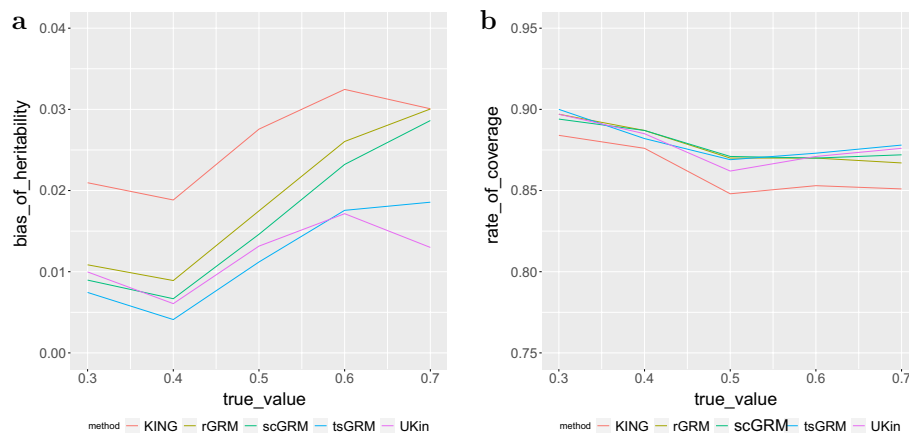 a
bias_of_heritability
0.04
0.03
0.02
0.01
0.00
0.3 0.4 0.5 0.6 0.7
true_value
method KING rGRM scGRM tsGRM UKin
b
rate_of_coverage
0.95
0.90
0.85
0.80
0.75
0.3 0.4 0.5 0.6 0.7
true_value
method KING rGRM scGRM tsGRM UKin